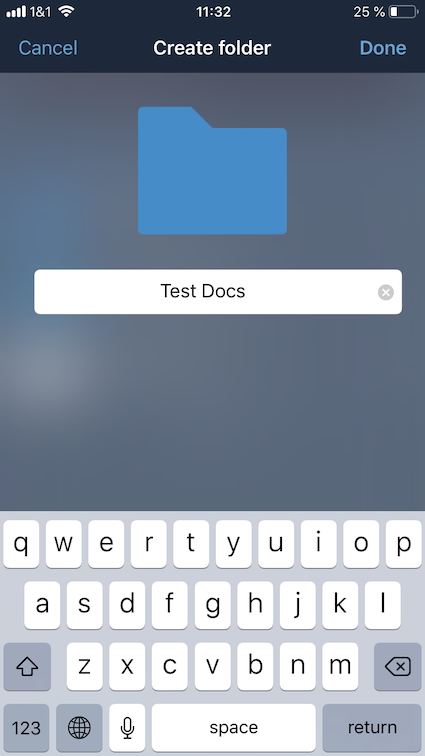 1&1 11:32 25 %
Cancel Create folder Done
Test Docs
q w e r t y u i o p
a s d f g h j k l
z x c v b n m
123 space return